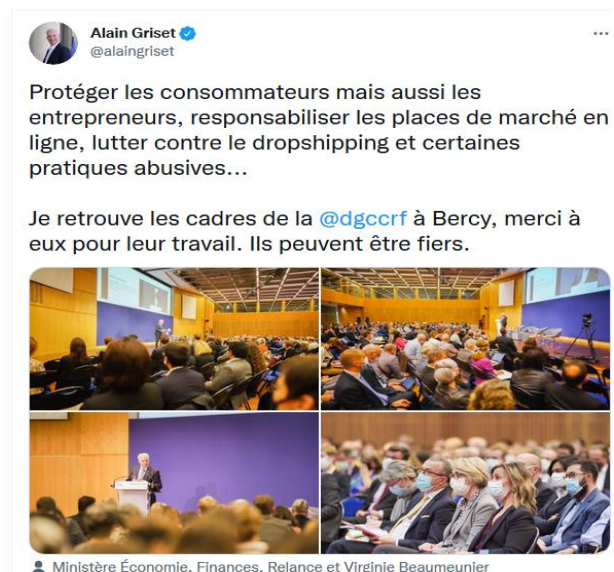 Alain Griset
@alaingriset
Protéger les consommateurs mais aussi les
entrepreneurs, responsabiliser les places de marché en
ligne, lutter contre le dropshipping et certaines
pratiques abusives...
Je retrouve les cadres de la @dgccrf à Bercy, merci à
eux pour leur travail. Ils peuvent être fiers.
Ministère Économie, Finances, Relance et Virginie Beaumeunier